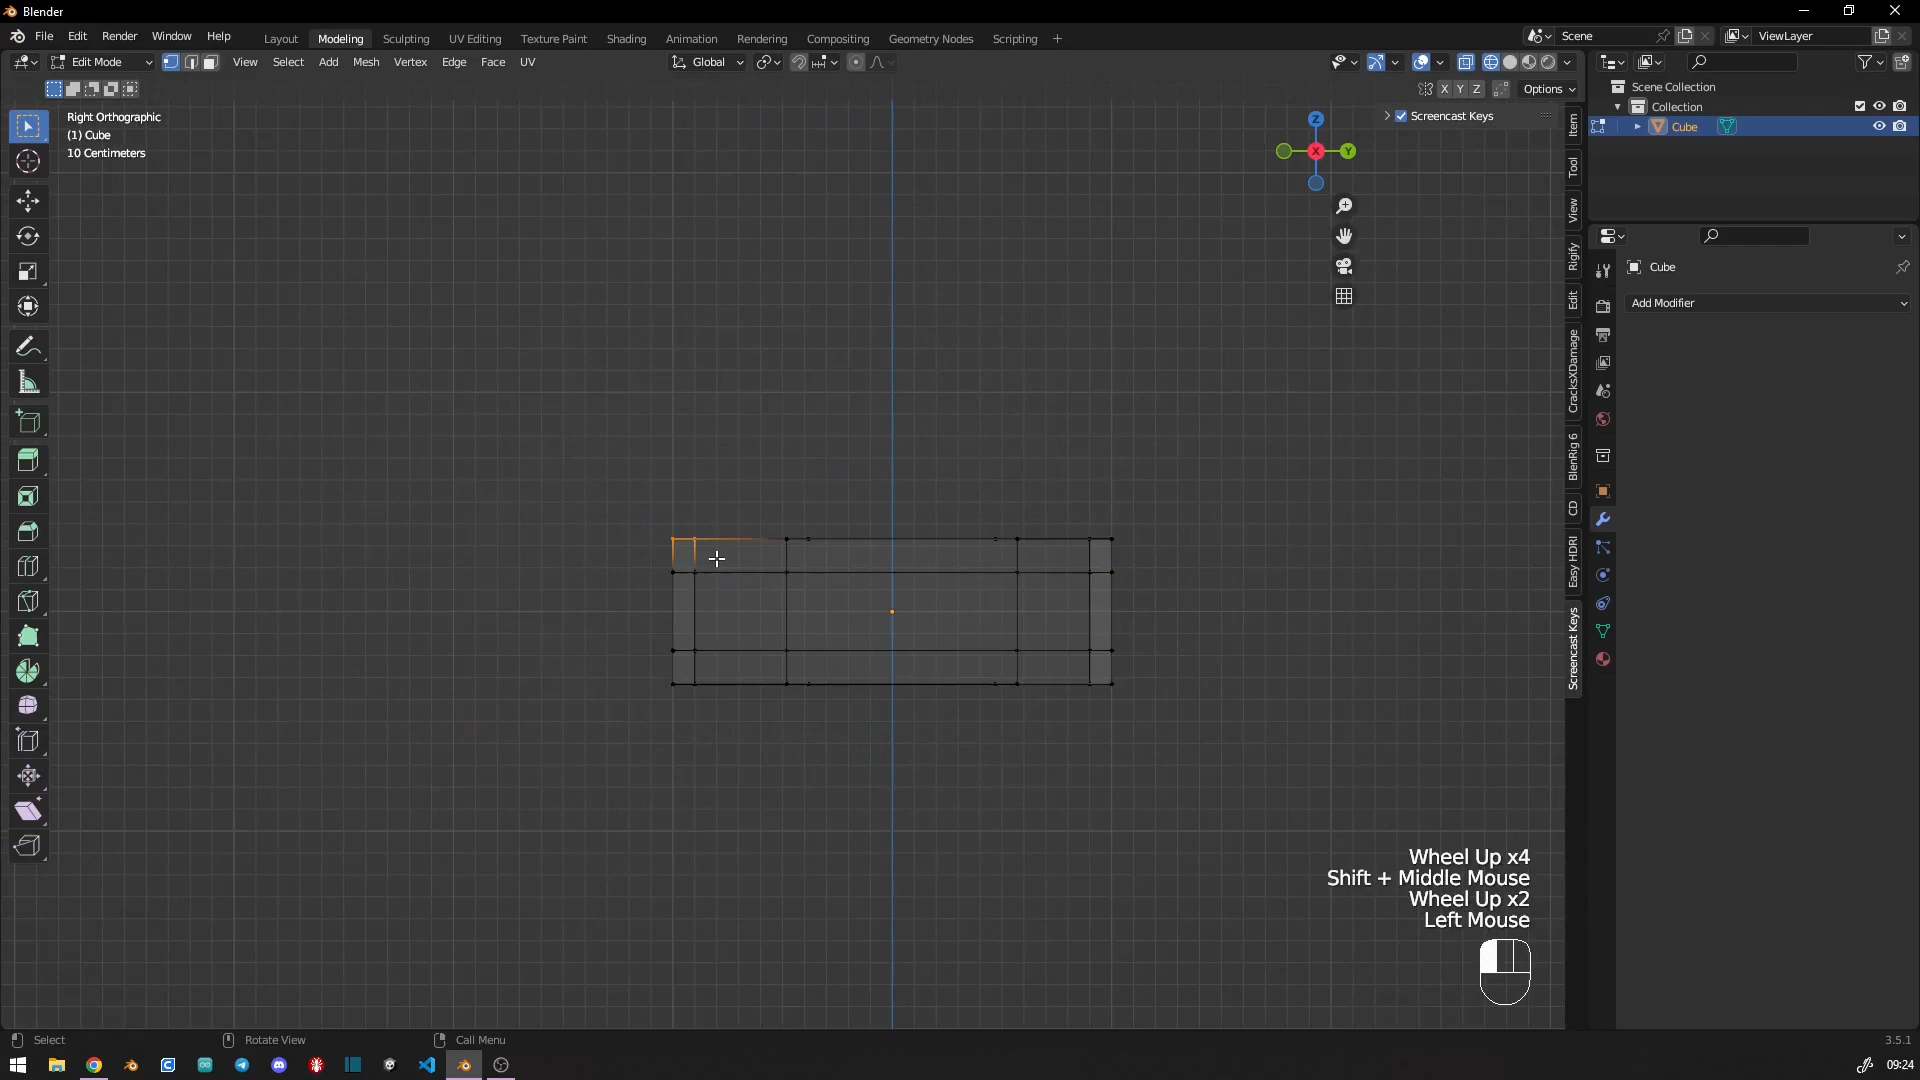 Blender
File Edit Render Window Help
Layout Modeling Sculpting UV Editing Texture Paint Shading Animation Rendering Compositing Geometry Nodes Scripting +
Scene
ViewLayer
Edit Mode View Select Add Mesh Vertex Edge Face UV
Global
X Y Z Options
Right Orthographic
(1) Cube
10 Centimeters
Screencast Keys
Z
X
Y
Item
Tool
View
Rigify
Edit
CracksXDamage
BlenRig 6
CD
Easy HDRI
Screencast Keys
Scene Collection
Collection
Cube
Cube
Add Modifier
Wheel Up x4
Shift + Middle Mouse
Wheel Up x2
Left Mouse
Select Rotate View Call Menu
3.5.1
09:24